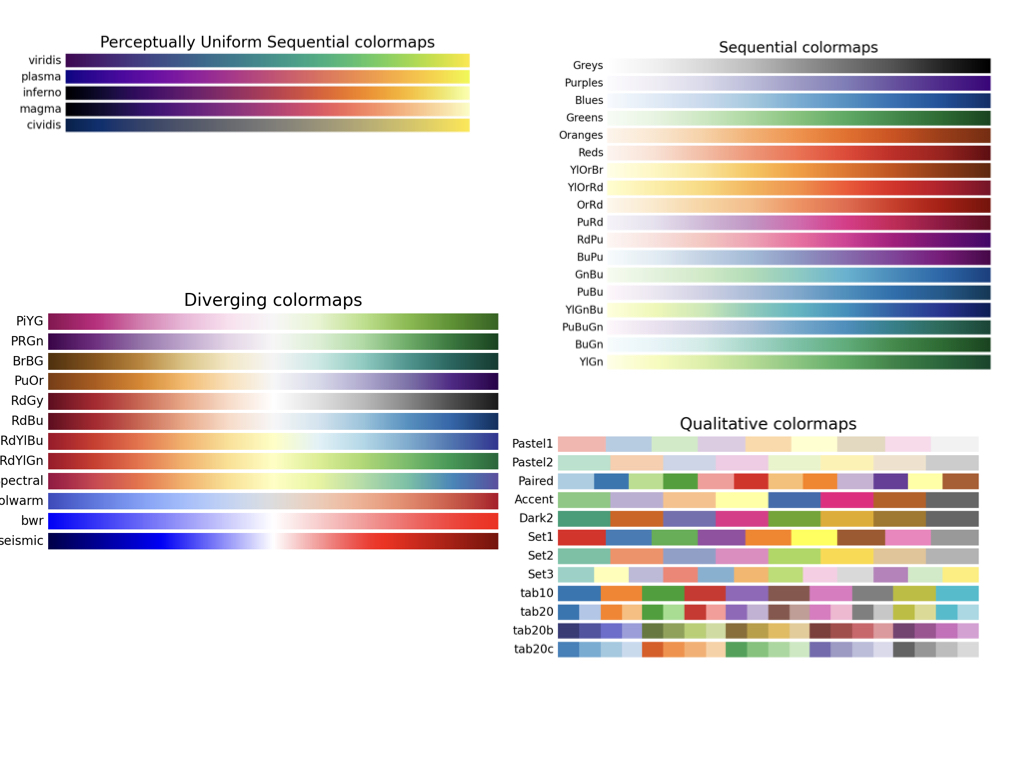 Perceptually Uniform Sequential colormaps
viridis
plasma
inferno
magma
cividis
Sequential colormaps
Greys
Purples
Blues
Greens
Oranges
Reds
YlOrBr
YlOrRd
OrRd
PuRd
RdPu
BuPu
GnBu
PuBu
YlGnBu
PuBuGn
BuGn
YlGn
Diverging colormaps
PiYG
PRGn
BrBG
PuOr
RdGy
RdBu
RdYlBu
RdYlGn
pectral
olwarm
bwr
seismic
Qualitative colormaps
Pastel1
Pastel2
Paired
Accent
Dark2
Set1
Set2
Set3
tab10
tab20
tab20b
tab20c